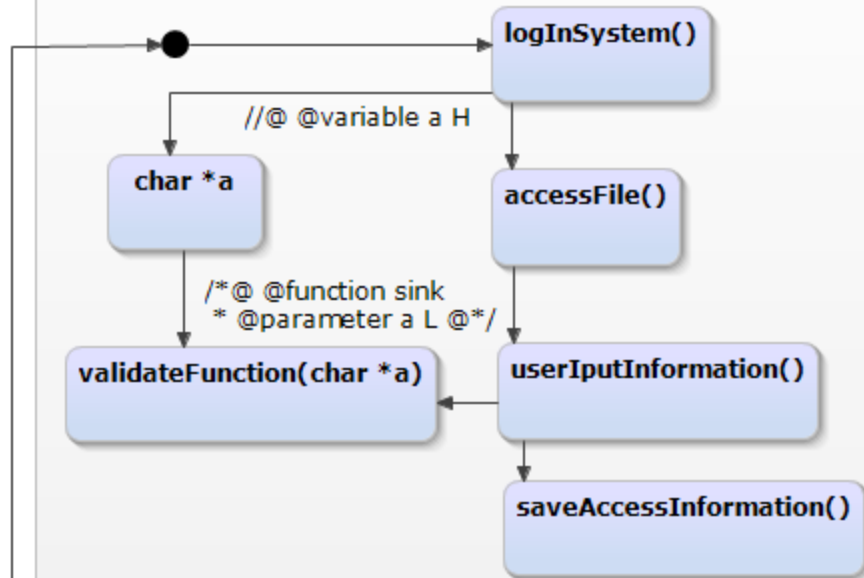 logInSystem()
//@ @variable a H
char *a
accessFile()
/*@ @function sink
* @parameter a L @*/
validateFunction(char *a)
userIputInformation()
saveAccessInformation()